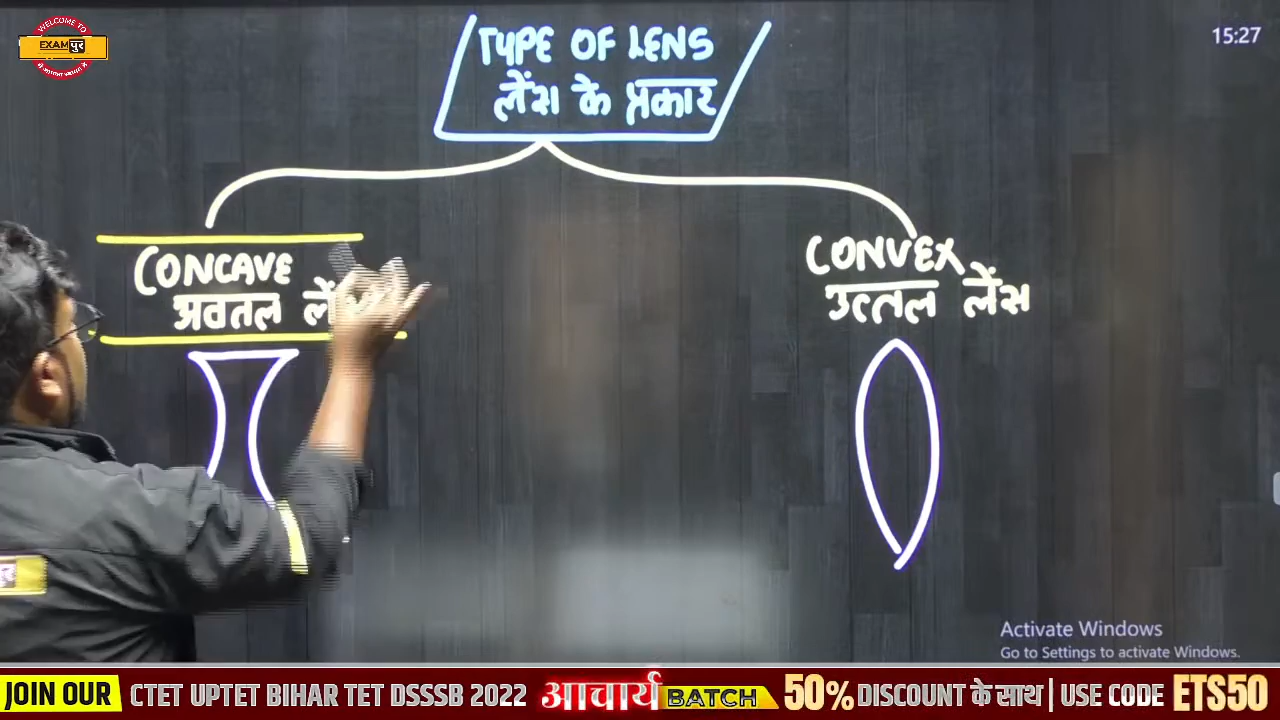 WELCOME TO
EXAM पुर
15:27
TYPE OF LENS
लेंस के प्रकार
CONCAVE
अवतल
CONVEX
उत्तल लेंस
Activate Windows
Go to Settings to activate Windows.
JOIN OUR CTET UPTET BIHAR TET DSSSB 2022 आचार्य BATCH 50% DISCOUNT के साथ | USE CODE ETS50